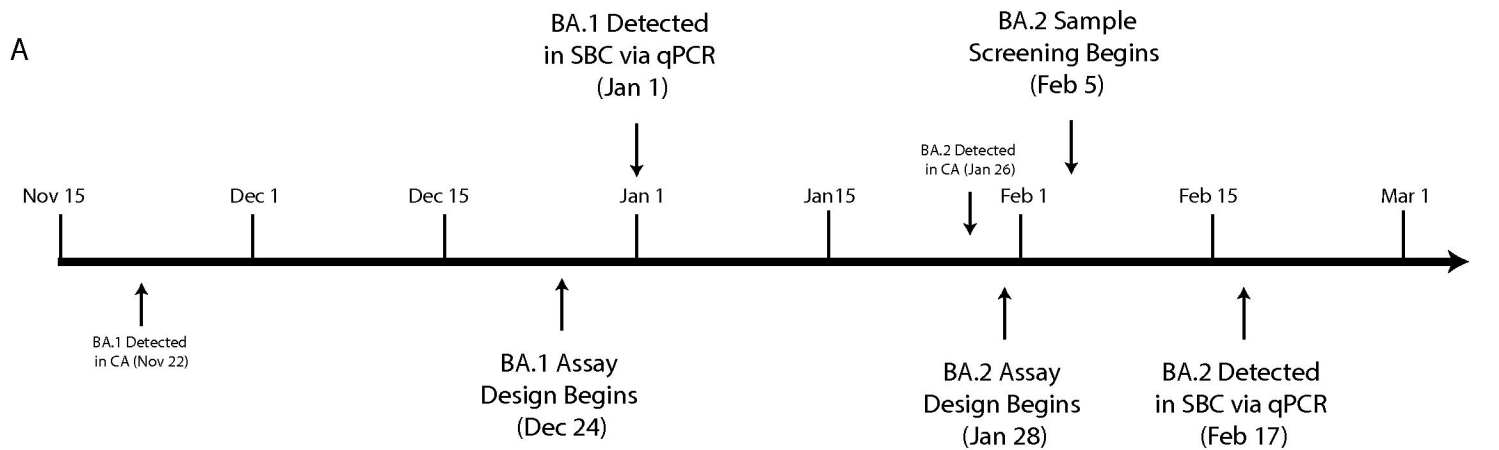 A
BA.1 Detected
in SBC via qPCR
(Jan 1)
BA.2 Sample
Screening Begins
(Feb 5)
BA.2 Detected
in CA (Jan 26)
Nov 15
Dec 1
Dec 15
Jan 1
Jan15
Feb 1
Feb 15
Mar 1
BA.1 Detected
in CA (Nov 22)
BA.1 Assay
Design Begins
(Dec 24)
BA.2 Assay
Design Begins
(Jan 28)
BA.2 Detected
in SBC via qPCR
(Feb 17)